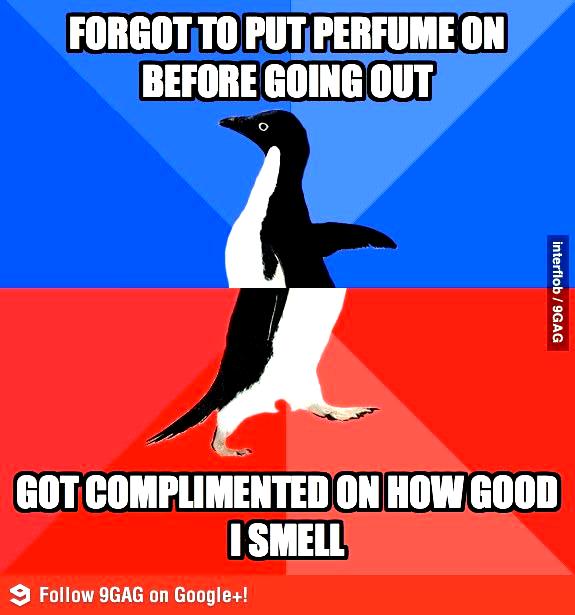 FORGOT TO PUT PERFUME ON
BEFORE GOING OUT
interflob / 9GAG
GOT COMPLIMENTED ON HOW GOOD
I SMELL
Follow 9GAG on Google+!